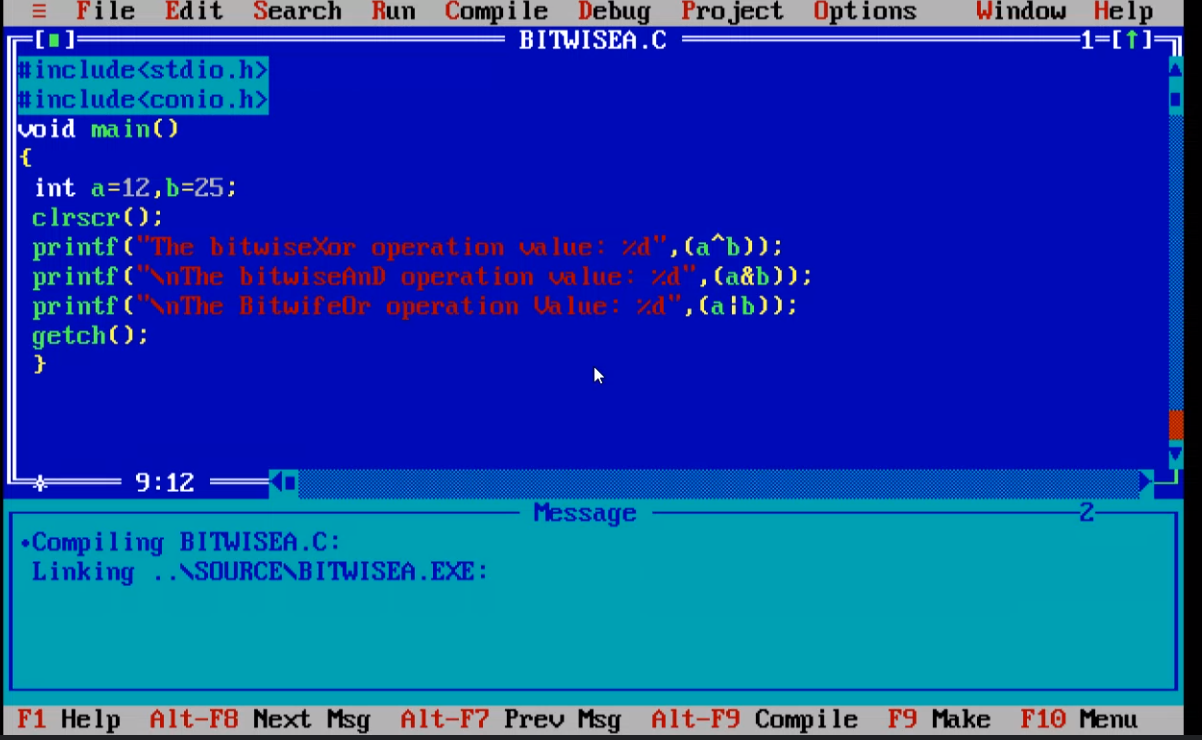 ≡ File Edit Search Run Compile Debug Project Options Window Help
[■] BITWISEA.C 1=[↑]
#include<stdio.h>
#include<conio.h>
void main()
{
int a=12,b=25;
clrscr();
printf("The bitwiseXor operation value: %d",(a^b));
printf("\nThe bitwiseAnD operation value: %d",(a&b));
printf("\nThe BitwifeOr operation Value: %d",(a|b));
getch();
}
9:12
Message 2
•Compiling BITWISEA.C:
Linking ..\SOURCE\BITWISEA.EXE:
F1 Help Alt-F8 Next Msg Alt-F7 Prev Msg Alt-F9 Compile F9 Make F10 Menu